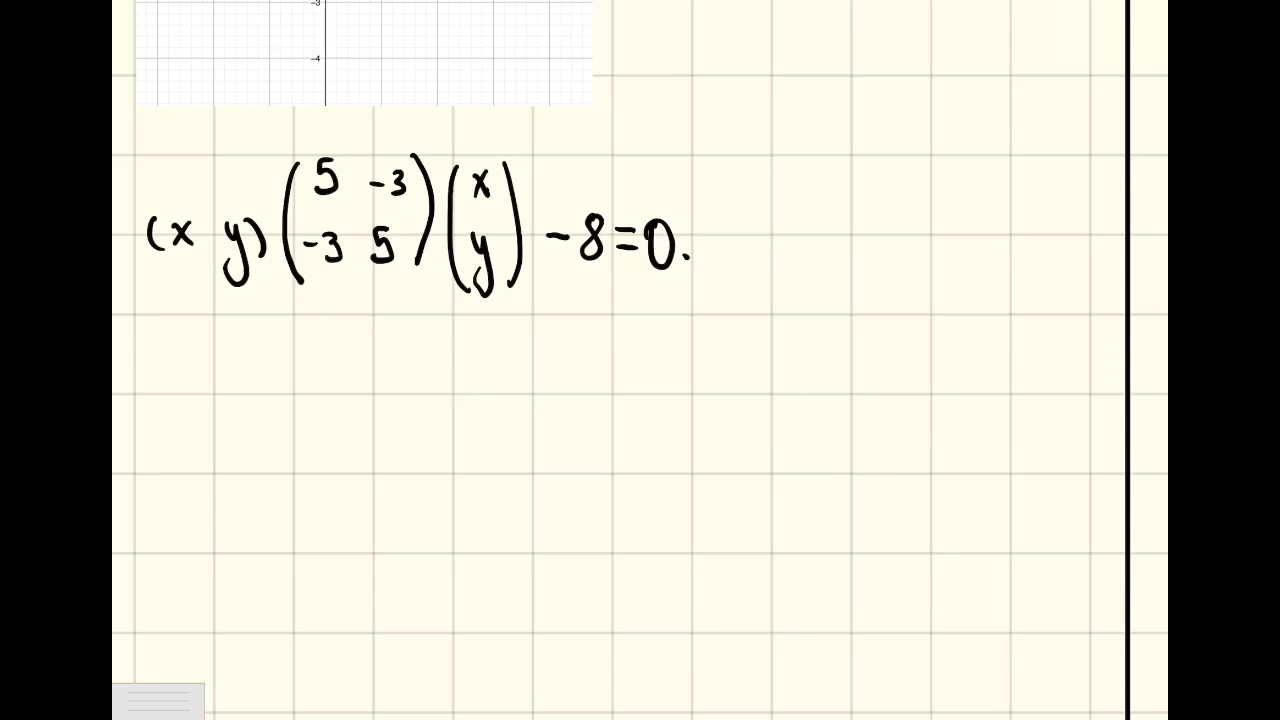 -3
-4
(x y) (5 -3) (x) - 8 = 0.
(-3 5) (y)